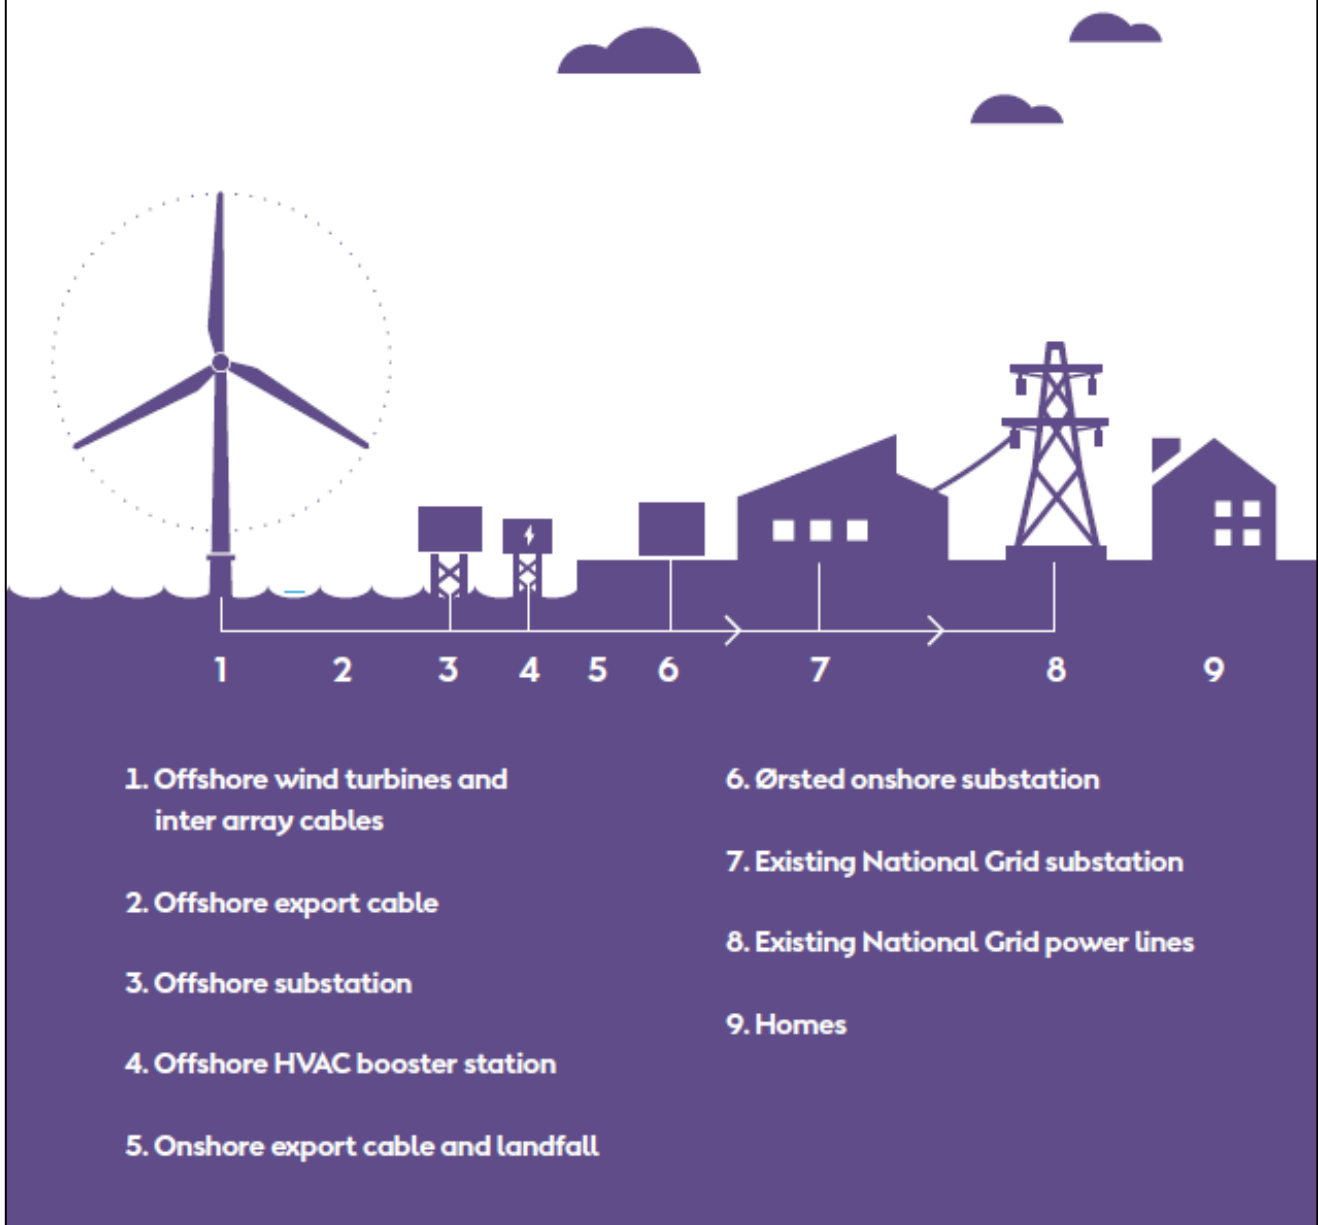 1
2
3
4
5
6
7
8
9
1. Offshore wind turbines and
inter array cables
2. Offshore export cable
3. Offshore substation
4. Offshore HVAC booster station
5. Onshore export cable and landfall
6. Ørsted onshore substation
7. Existing National Grid substation
8. Existing National Grid power lines
9. Homes